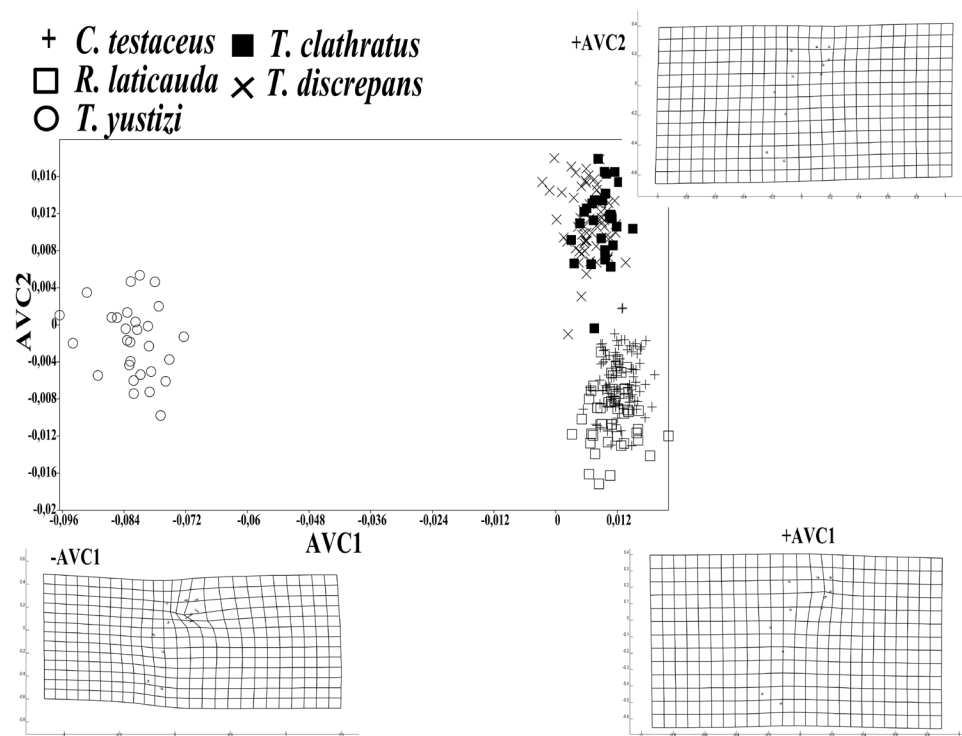 + C. testaceus ■ T. clathratus
□ R. laticauda × T. discrepans
○ T. yustizi
+AVC2
0,016
0,012
0,008
0,004
0
-0,004
-0,008
-0,012
-0,016
-0,02
AVC2
-0,096 -0,084 -0,072 -0,06 -0,048 -0,036 -0,024 -0,012 0 0,012
AVC1
-AVC1
+AVC1